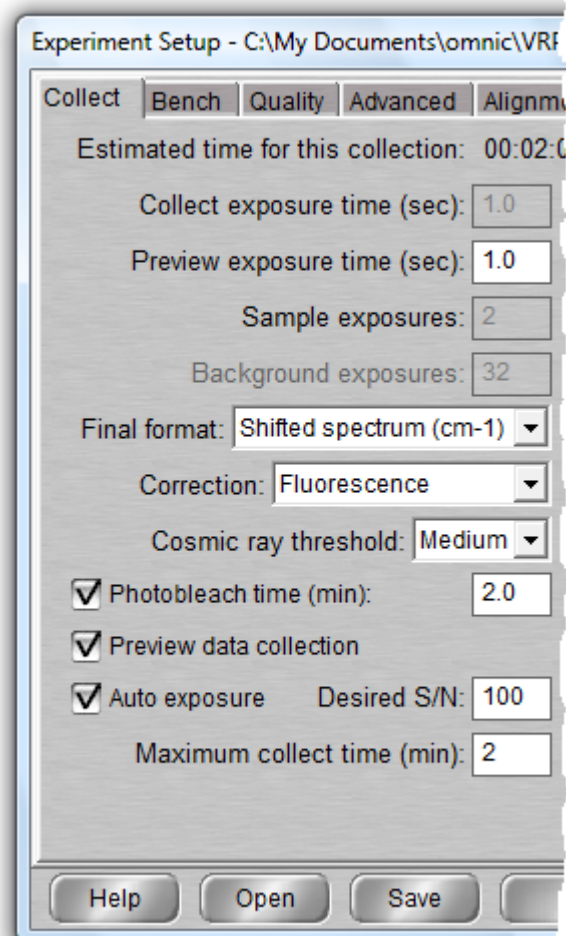 Experiment Setup - C:\My Documents\omnic\
Collect Bench Quality Advanced
Estimated time for this collection: 00:02:
Collect exposure time (sec): 1.0
Preview exposure time (sec): 1.0
Sample exposures: 2
Background exposures: 32
Final format: Shifted spectrum (cm-1)
Correction: Fluorescence
Cosmic ray threshold: Medium
Photobleach time (min): 2.0
Preview data collection
Auto exposure Desired S/N: 100
Maximum collect time (min): 2
Help Open Save